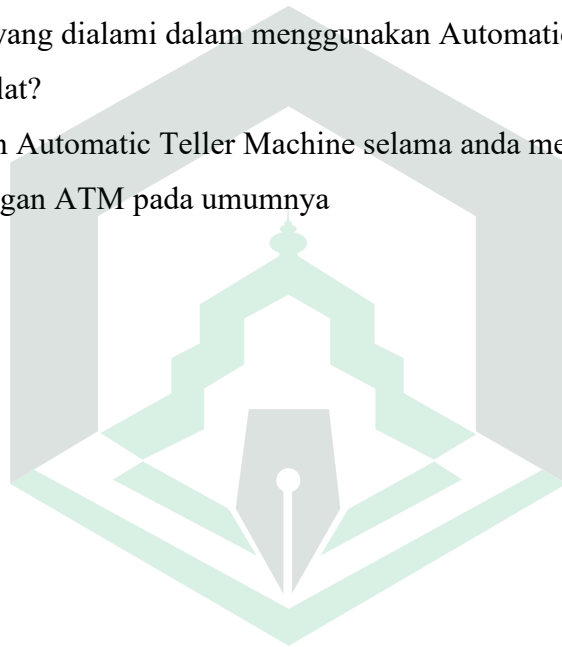 yang dialami dalam menggunakan Automatic
lat?
n Automatic Teller Machine selama anda me
gan ATM pada umumnya